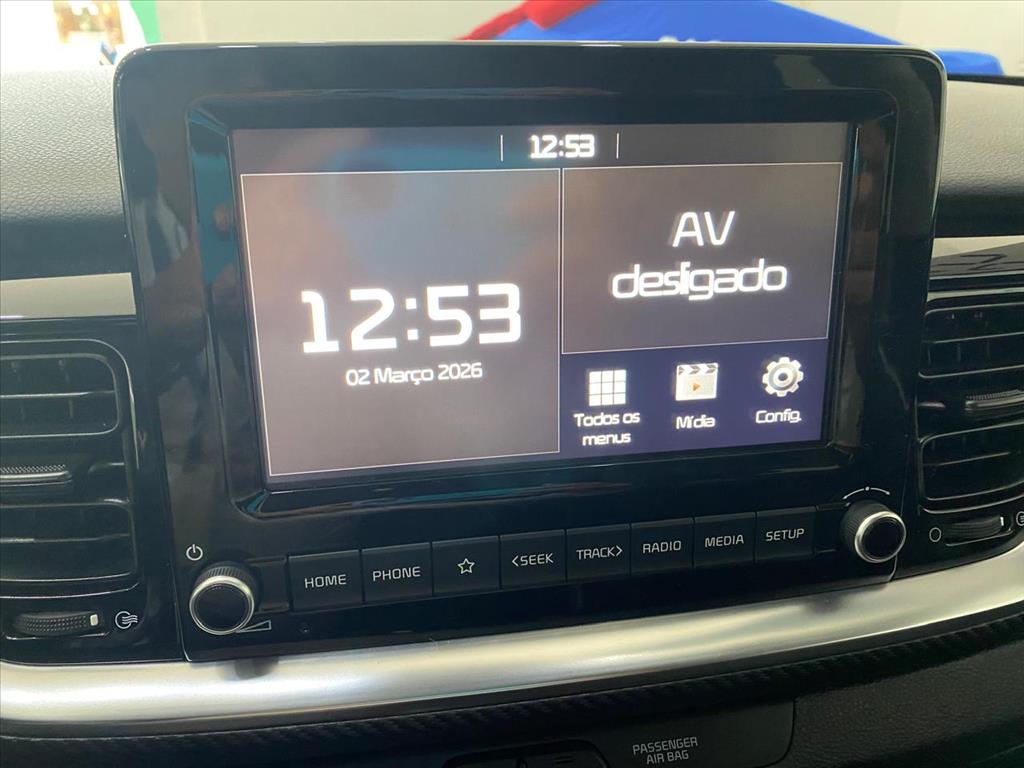 12:53
12:53
02 Março 2026
AV
desligado
Todos os
menus
Mídia
Config.
HOME
PHONE
<SEEK
TRACK>
RADIO
MEDIA
SETUP
PASSENGER
AIR BAG